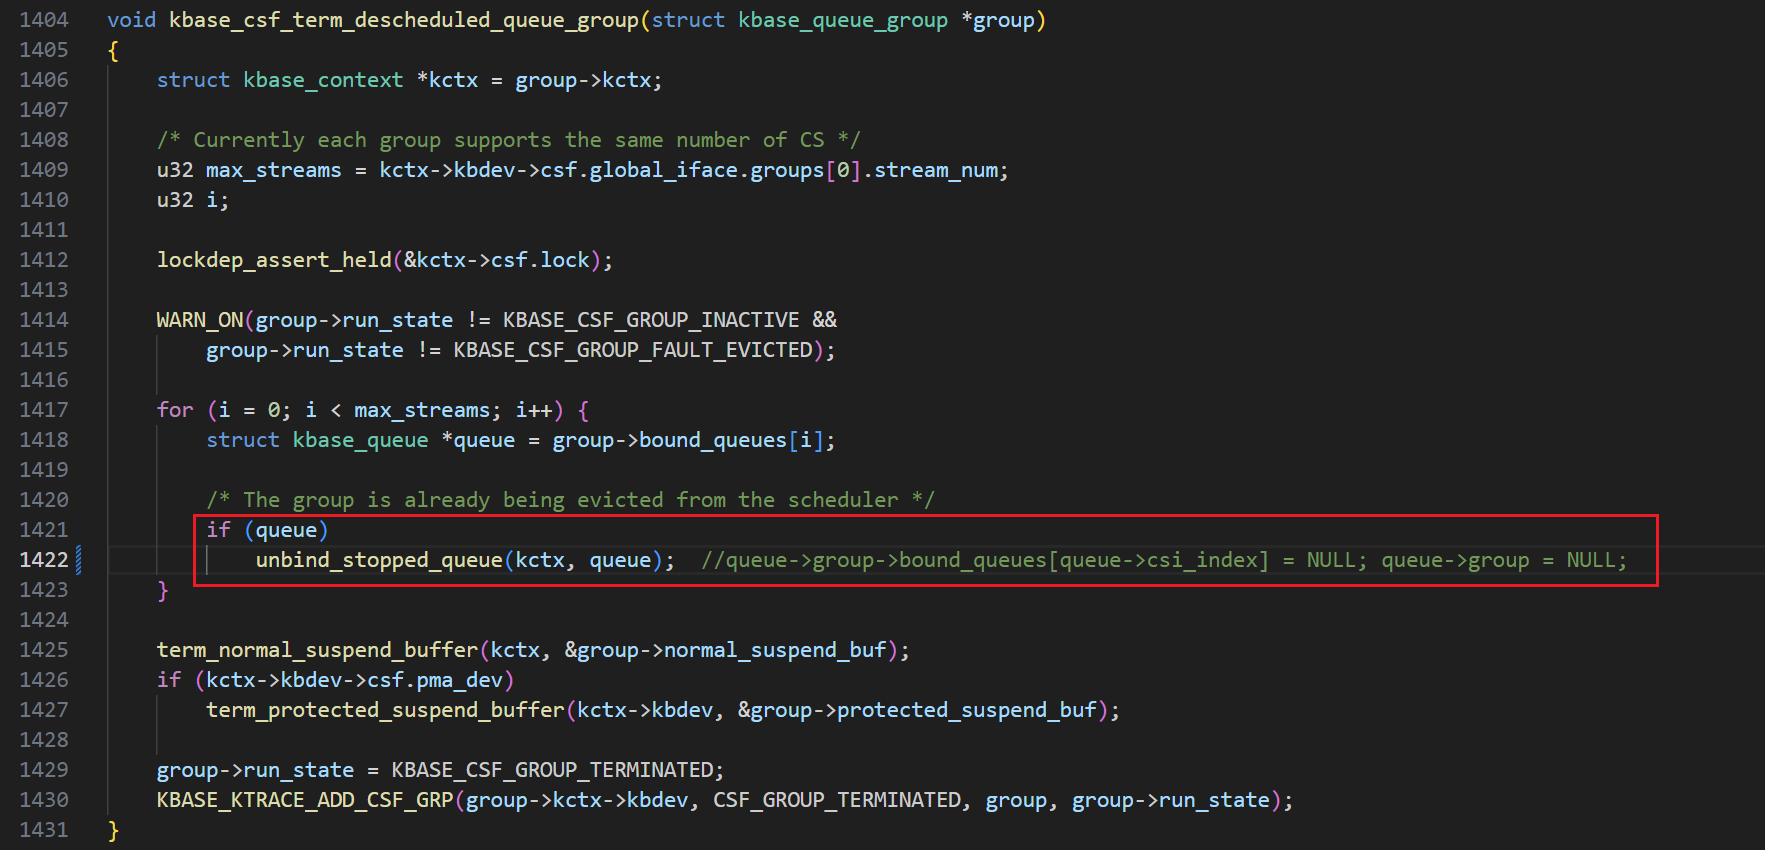 1404 void kbase_csf_term_descheduled_queue_group(struct kbase_queue_group *group)
1405 {
1406     struct kbase_context *kctx = group->kctx;
1407
1408     /* Currently each group supports the same number of CS */
1409     u32 max_streams = kctx->kbdev->csf.global_iface.groups[0].stream_num;
1410     u32 i;
1411
1412     lockdep_assert_held(&kctx->csf.lock);
1413
1414     WARN_ON(group->run_state != KBASE_CSF_GROUP_INACTIVE &&
1415         group->run_state != KBASE_CSF_GROUP_FAULT_EVICTED);
1416
1417     for (i = 0; i < max_streams; i++) {
1418         struct kbase_queue *queue = group->bound_queues[i];
1419
1420         /* The group is already being evicted from the scheduler */
1421         if (queue)
1422             unbind_stopped_queue(kctx, queue);  //queue->group->bound_queues[queue->csi_index] = NULL; queue->group = NULL;
1423     }
1424
1425     term_normal_suspend_buffer(kctx, &group->normal_suspend_buf);
1426     if (kctx->kbdev->csf.pma_dev)
1427         term_protected_suspend_buffer(kctx->kbdev, &group->protected_suspend_buf);
1428
1429     group->run_state = KBASE_CSF_GROUP_TERMINATED;
1430     KBASE_KTRACE_ADD_CSF_GRP(group->kctx->kbdev, CSF_GROUP_TERMINATED, group, group->run_state);
1431 }